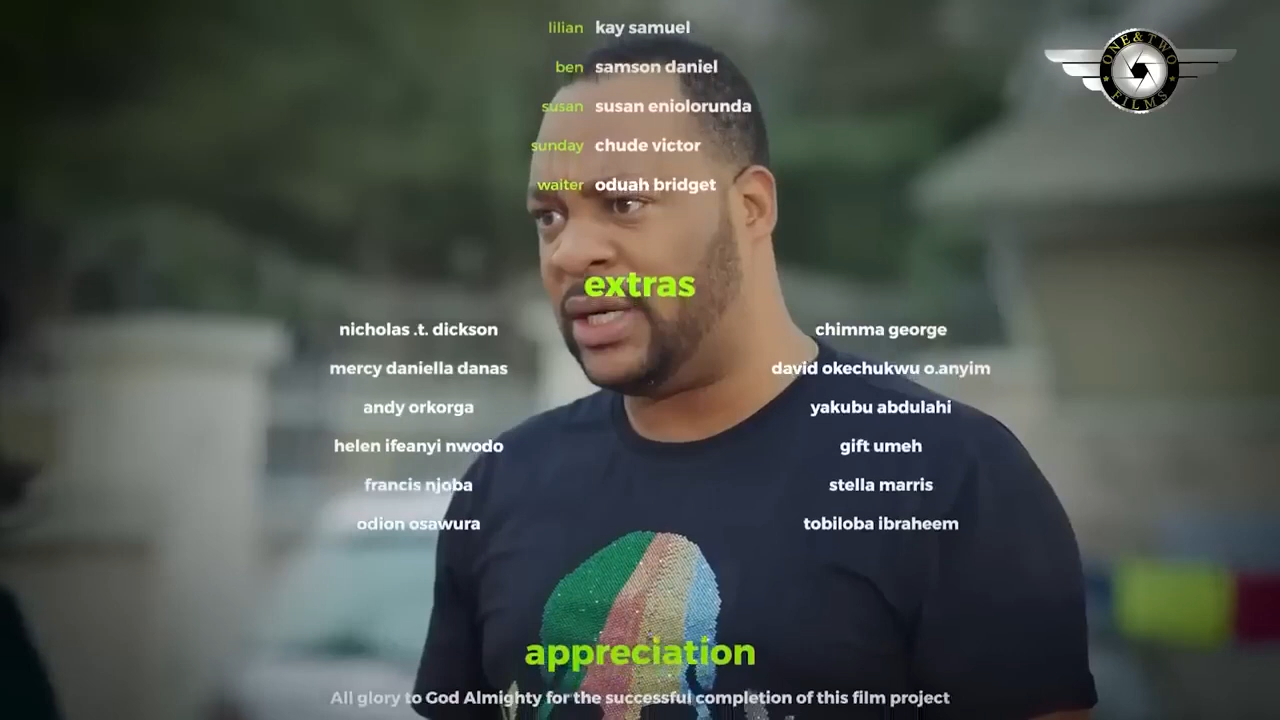 lilian kay samuel
ben samson daniel
susan susan eniolorunda
sunday chude victor
waiter oduah bridget
ONE&TWO
FILMS
extras
nicholas .t. dickson chimma george
mercy daniella danas david okechukwu o.anyim
andy orkorga yakubu abdulahi
helen ifeanyi nwodo gift umeh
francis njoba stella marris
odion osawura tobiloba ibraheem
appreciation
All glory to God Almighty for the successful completion of this film project